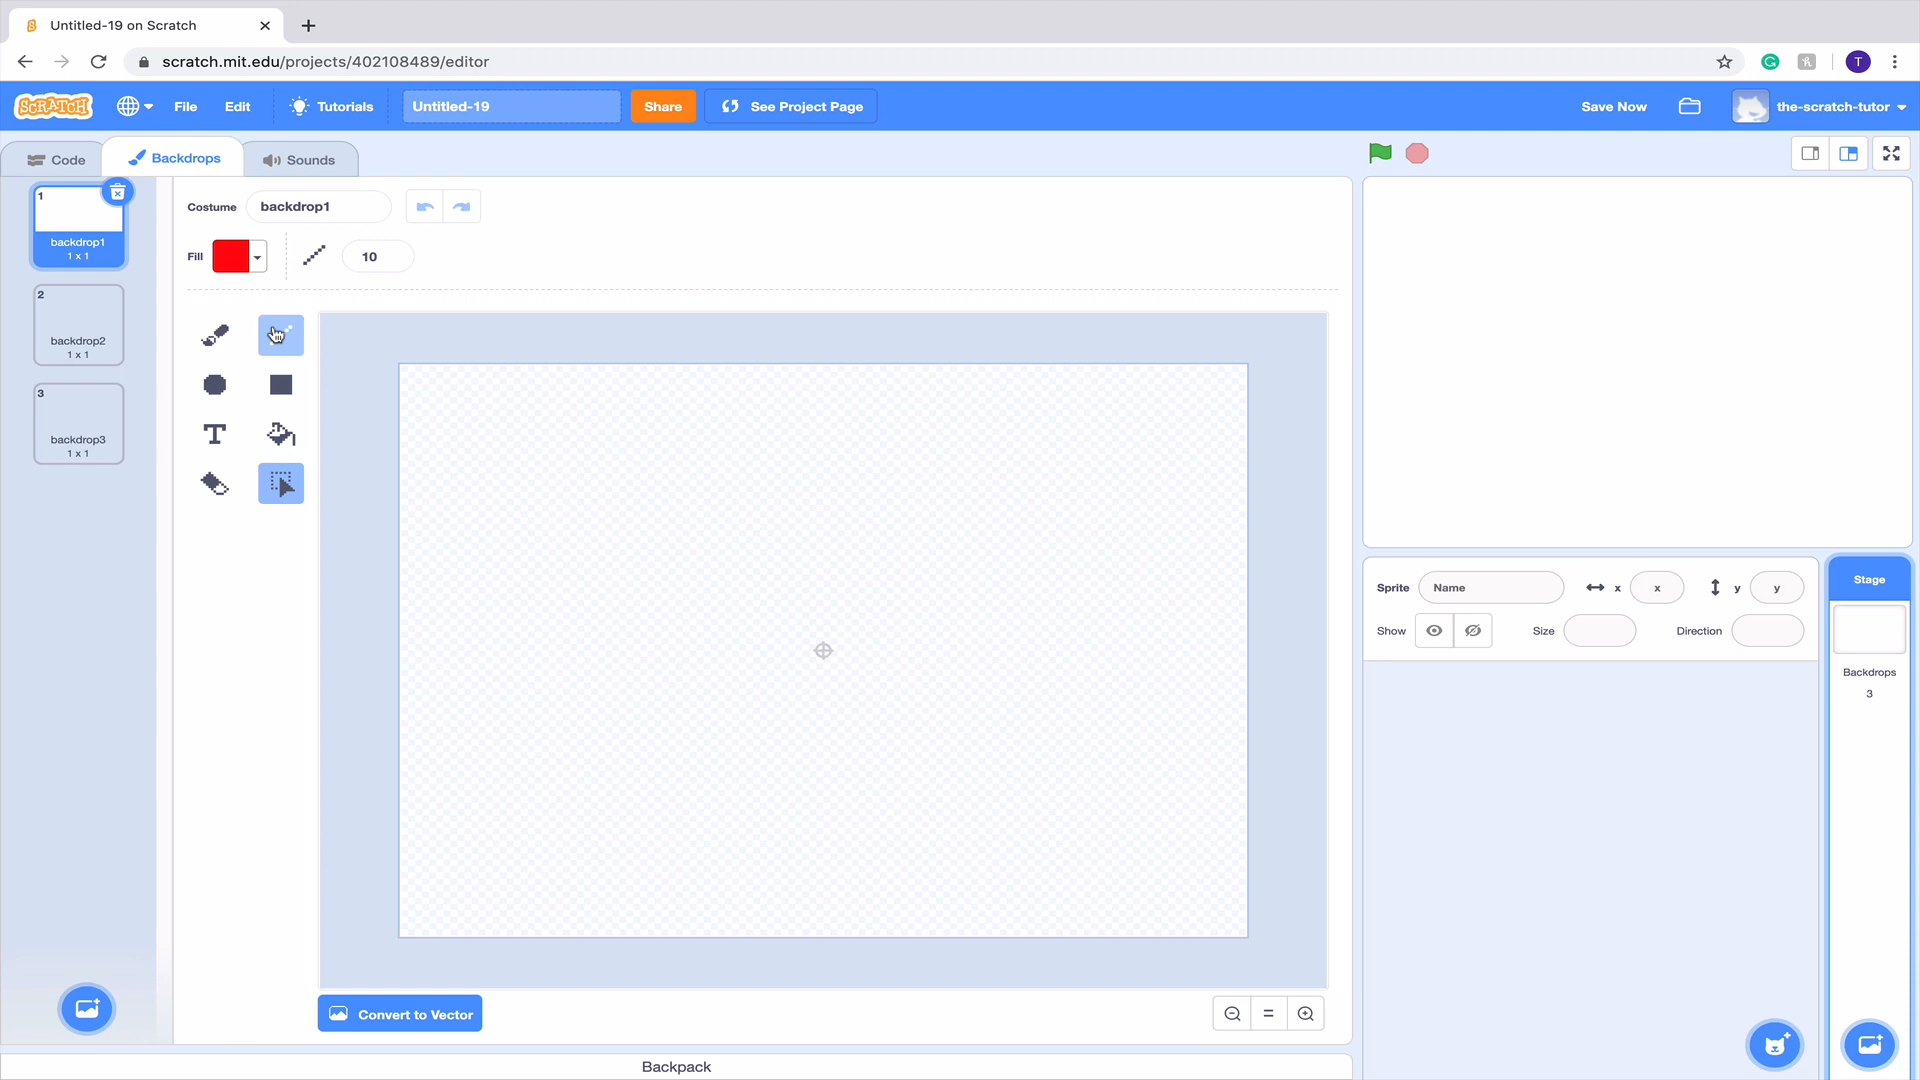 Untitled-19 on Scratch
scratch.mit.edu/projects/402108489/editor
T
SCRATCH
File
Edit
Tutorials
Untitled-19
Share
See Project Page
Save Now
the-scratch-tutor
Code
Backdrops
Sounds
1
backdrop1
1 x 1
2
backdrop2
1 x 1
3
backdrop3
1 x 1
Costume
backdrop1
Fill
10
T
Convert to Vector
Backpack
Sprite
Name
x
x
y
y
Show
Size
Direction
Stage
Backdrops
3